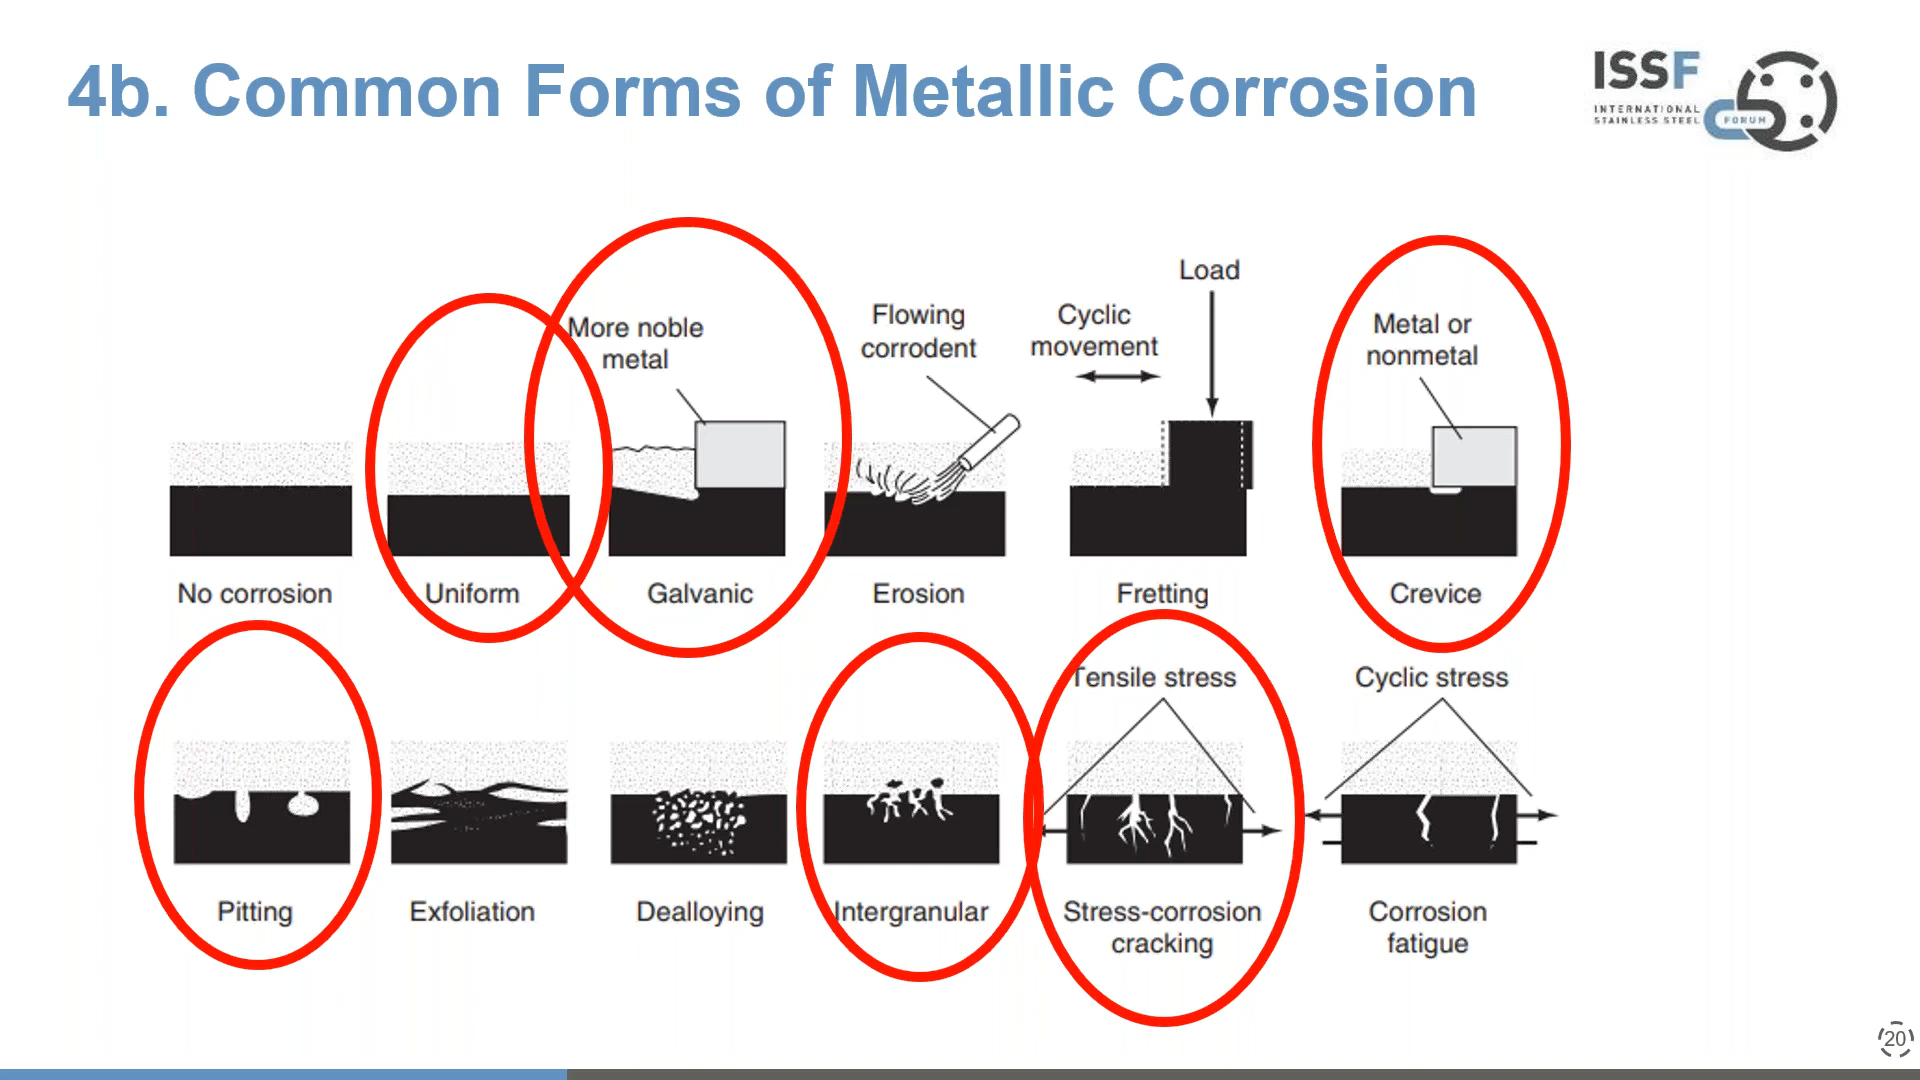 4b. Common Forms of Metallic Corrosion
ISSF
INTERNATIONAL
STAINLESS STEEL
FORUM
More noble
metal
Flowing
corrodent
Cyclic
movement
Load
Metal or
nonmetal
No corrosion
Uniform
Galvanic
Erosion
Fretting
Crevice
Tensile stress
Cyclic stress
Pitting
Exfoliation
Dealloying
Intergranular
Stress-corrosion
cracking
Corrosion
fatigue
20